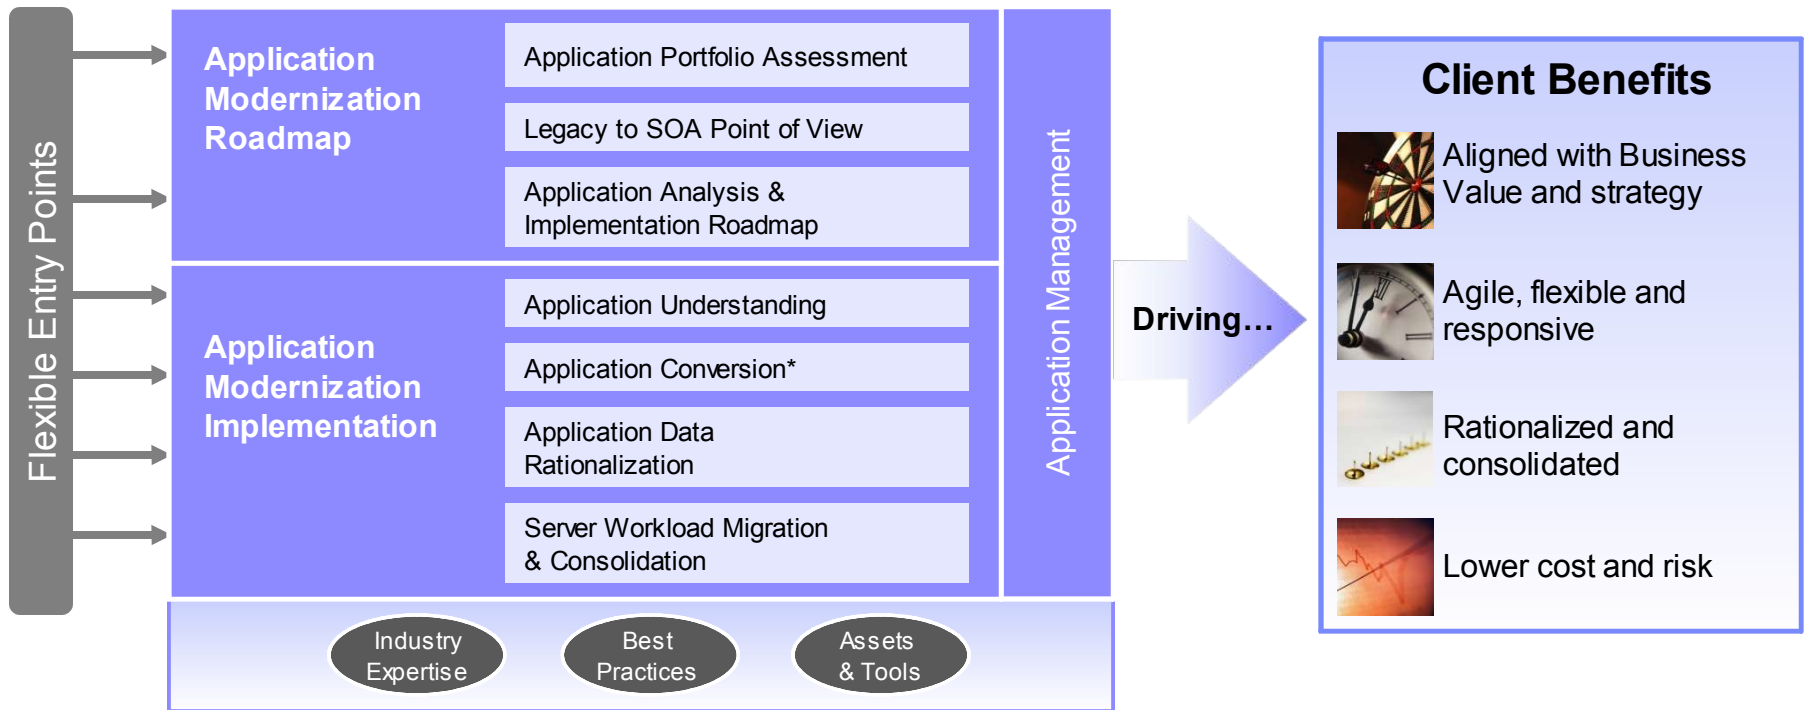 Flexible Entry Points
Application
Modernization
Roadmap
Application Portfolio Assessment
Legacy to SOA Point of View
Application Analysis &
Implementation Roadmap
Application
Modernization
Implementation
Application Understanding
Application Conversion*
Application Data
Rationalization
Server Workload Migration
& Consolidation
Application Management
Industry
Expertise
Best
Practices
Assets
& Tools
Driving…
Client Benefits
Aligned with Business
Value and strategy
Agile, flexible and
responsive
Rationalized and
consolidated
Lower cost and risk